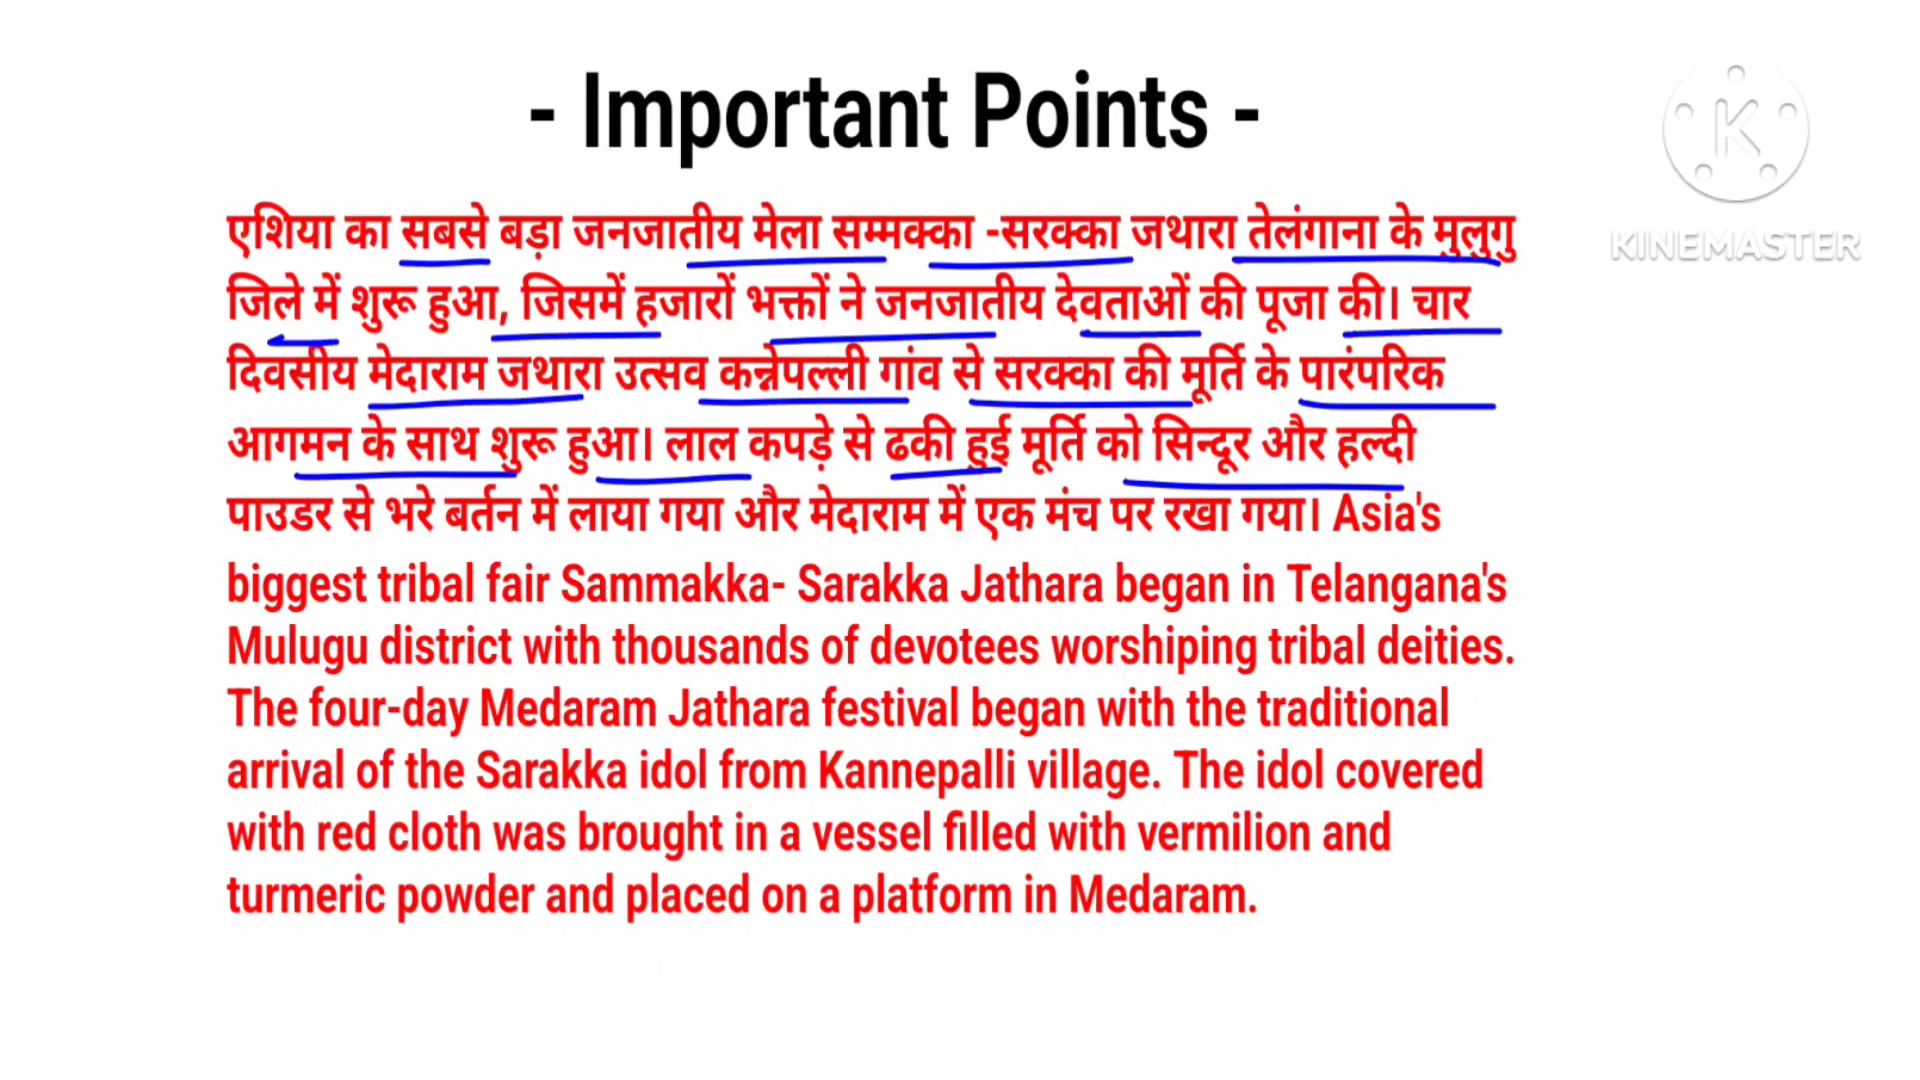 - Important Points -
KINEMASTER
एशिया का सबसे बड़ा जनजातीय मेला सम्मक्का -सरक्का जथारा तेलंगाना के मुलुगु
जिले में शुरू हुआ, जिसमें हजारों भक्तों ने जनजातीय देवताओं की पूजा की। चार
दिवसीय मेदाराम जथारा उत्सव कन्नेपल्ली गांव से सरक्का की मूर्ति के पारंपरिक
आगमन के साथ शुरू हुआ। लाल कपड़े से ढकी हुई मूर्ति को सिन्दूर और हल्दी
पाउडर से भरे बर्तन में लाया गया और मेदाराम में एक मंच पर रखा गया। Asia's
biggest tribal fair Sammakka- Sarakka Jathara began in Telangana's
Mulugu district with thousands of devotees worshiping tribal deities.
The four-day Medaram Jathara festival began with the traditional
arrival of the Sarakka idol from Kannepalli village. The idol covered
with red cloth was brought in a vessel filled with vermilion and
turmeric powder and placed on a platform in Medaram.